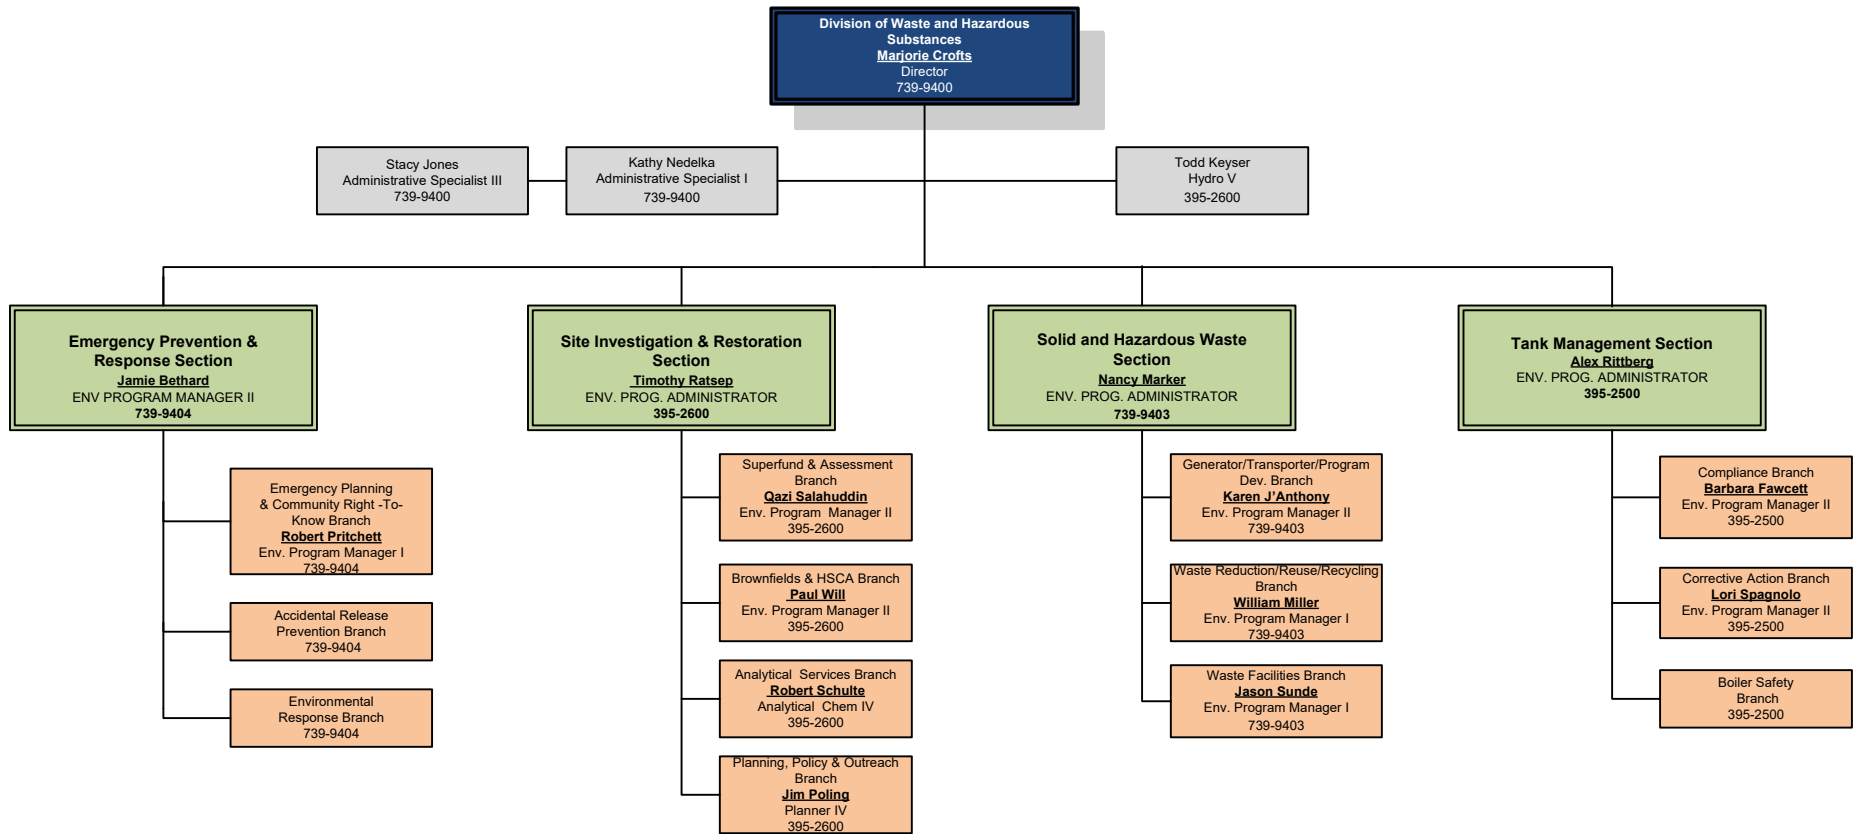 Division of Waste and Hazardous
Substances
Marjorie Crofts
Director
739-9400
Stacy Jones
Administrative Specialist III
739-9400
Kathy Nedelka
Administrative Specialist I
739-9400
Todd Keyser
Hydro V
395-2600
Emergency Prevention &
Response Section
Jamie Bethard
ENV PROGRAM MANAGER II
739-9404
Site Investigation & Restoration
Section
Timothy Ratsep
ENV. PROG. ADMINISTRATOR
395-2600
Solid and Hazardous Waste
Section
Nancy Marker
ENV. PROG. ADMINISTRATOR
739-9403
Tank Management Section
Alex Rittberg
ENV. PROG. ADMINISTRATOR
395-2500
Emergency Planning
& Community Right -To-
Know Branch
Robert Pritchett
Env. Program Manager I
739-9404
Accidental Release
Prevention Branch
739-9404
Environmental
Response Branch
739-9404
Superfund & Assessment
Branch
Qazi Salahuddin
Env. Program Manager II
395-2600
Brownfields & HSCA Branch
Paul Will
Env. Program Manager II
395-2600
Analytical Services Branch
Robert Schulte
Analytical Chem IV
395-2600
Planning, Policy & Outreach
Branch
Jim Poling
Planner IV
395-2600
Generator/Transporter/Program
Dev. Branch
Karen J’Anthony
Env. Program Manager II
739-9403
Waste Reduction/Reuse/Recycling
Branch
William Miller
Env. Program Manager I
739-9403
Waste Facilities Branch
Jason Sunde
Env. Program Manager I
739-9403
Compliance Branch
Barbara Fawcett
Env. Program Manager II
395-2500
Corrective Action Branch
Lori Spagnolo
Env. Program Manager II
395-2500
Boiler Safety
Branch
395-2500